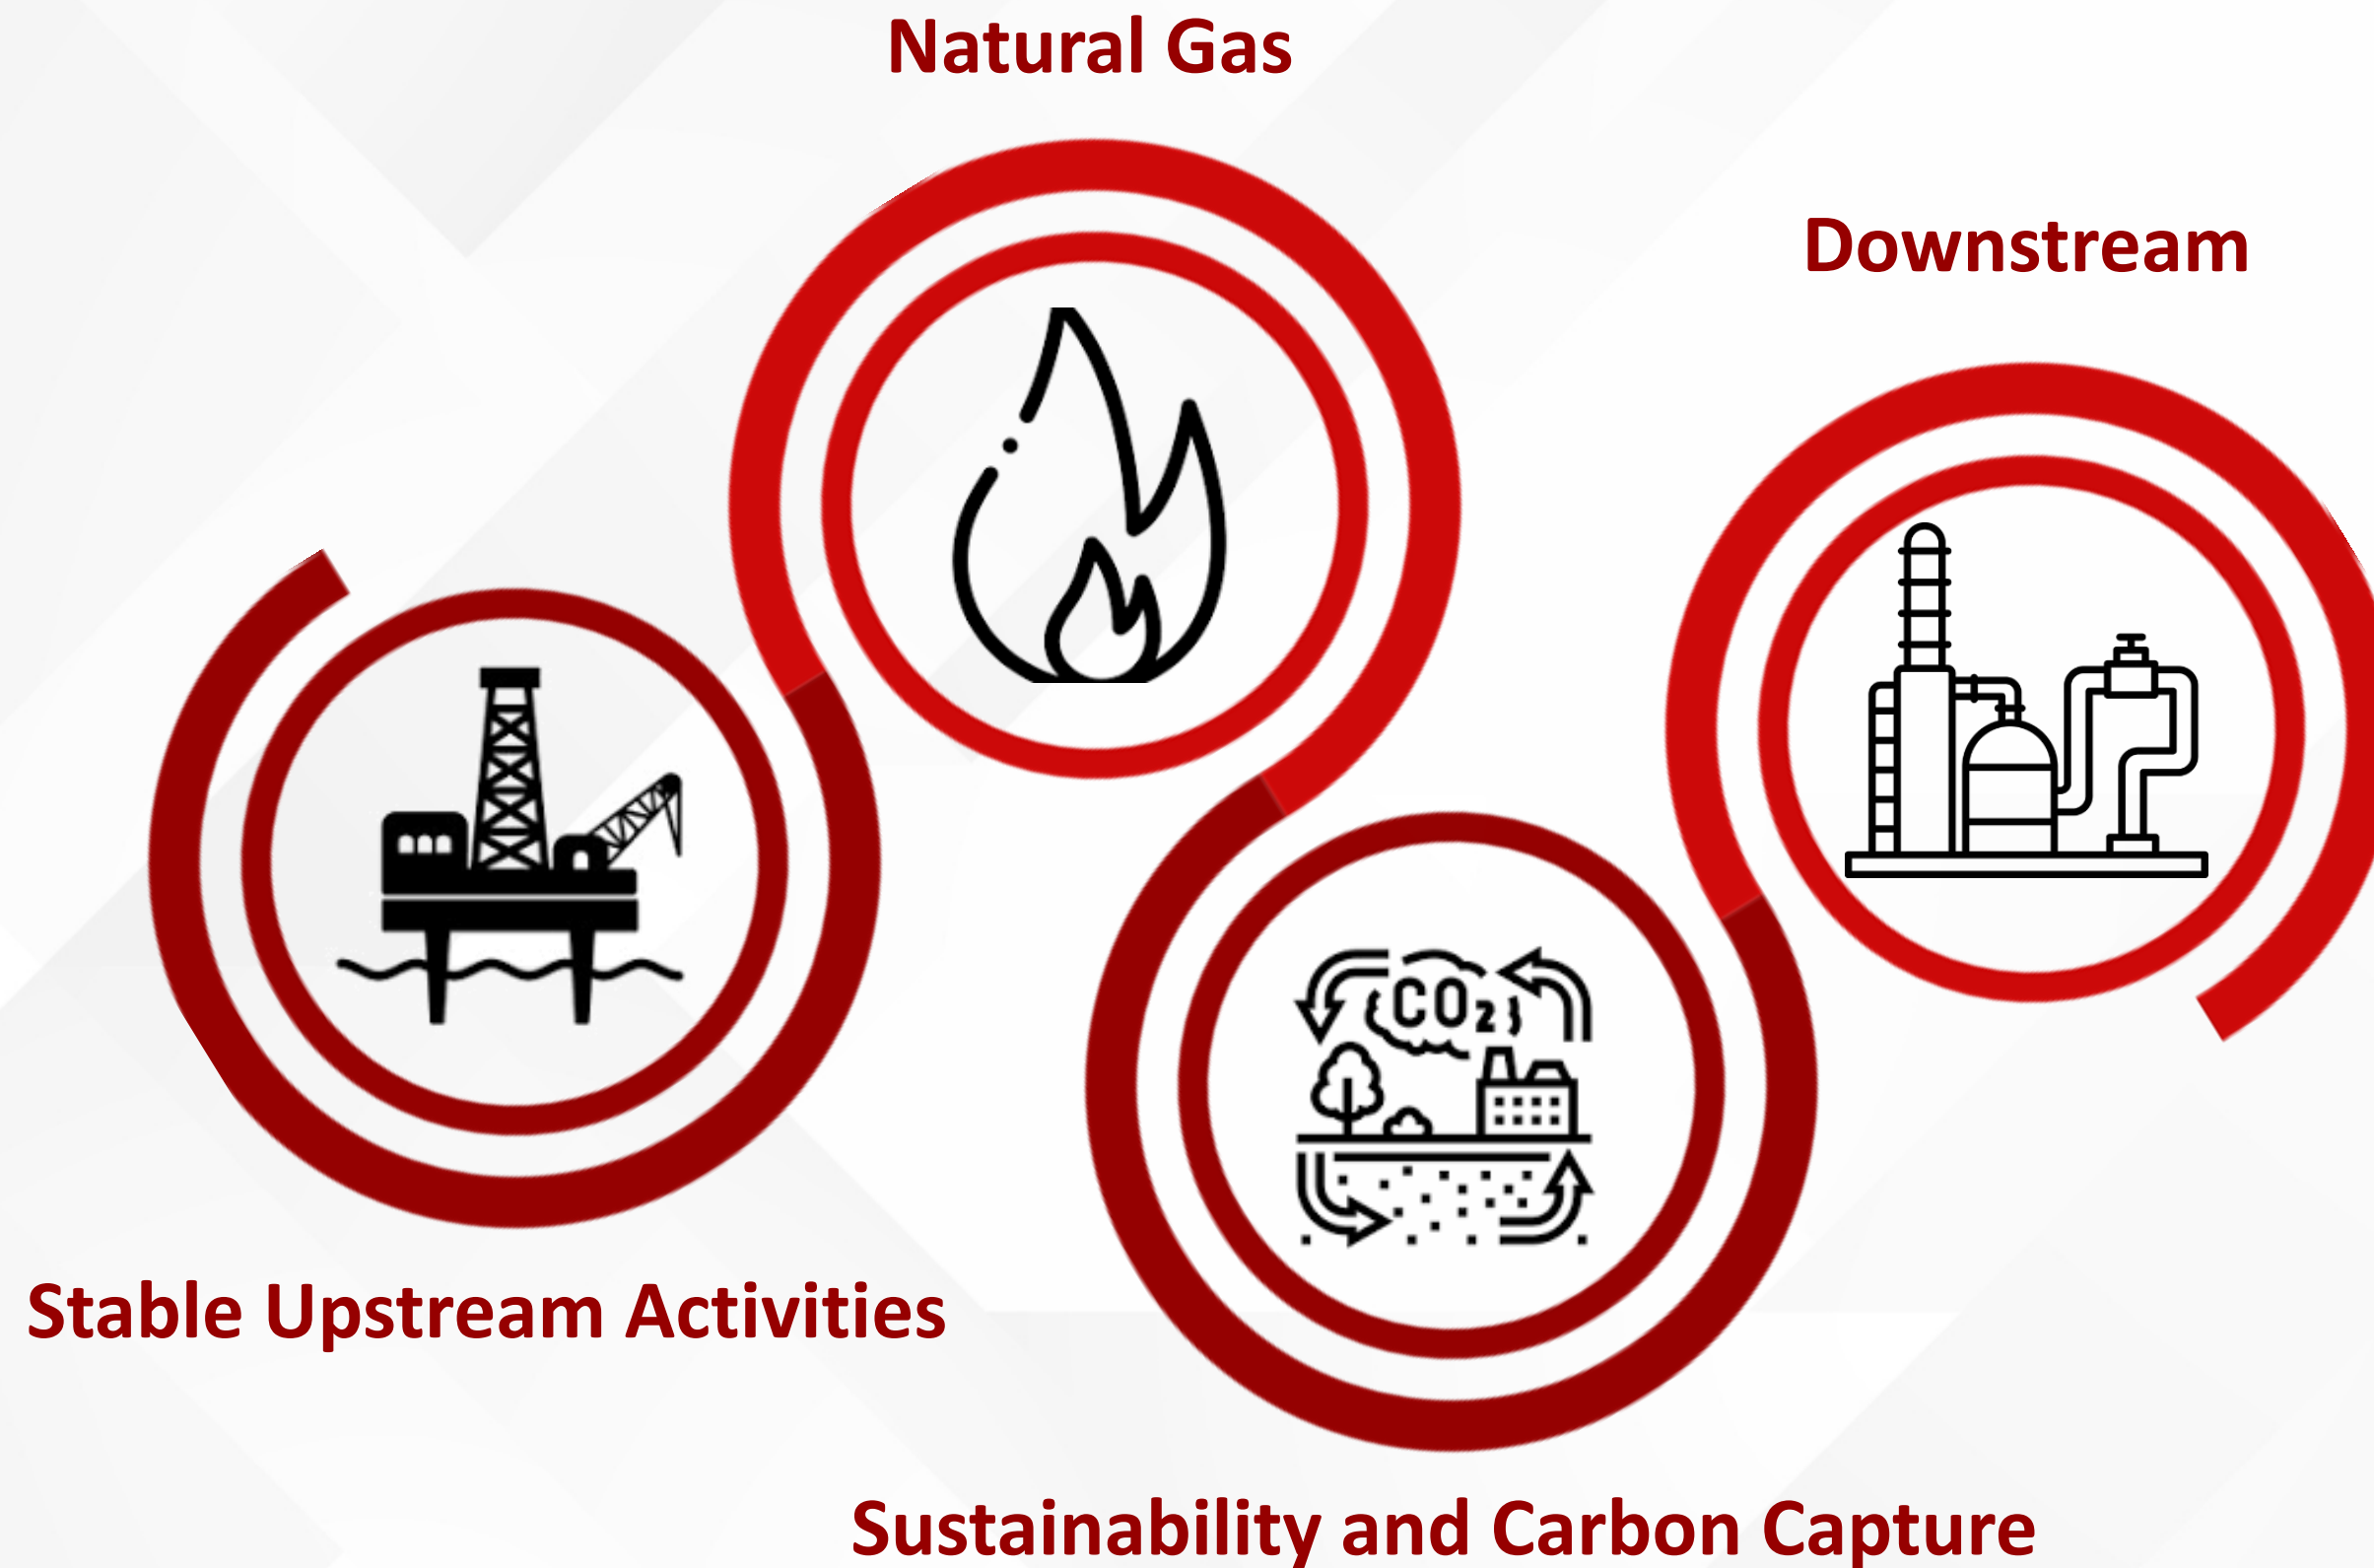 Natural Gas
Downstream
CO₂
Stable Upstream Activities
Sustainability and Carbon Capture